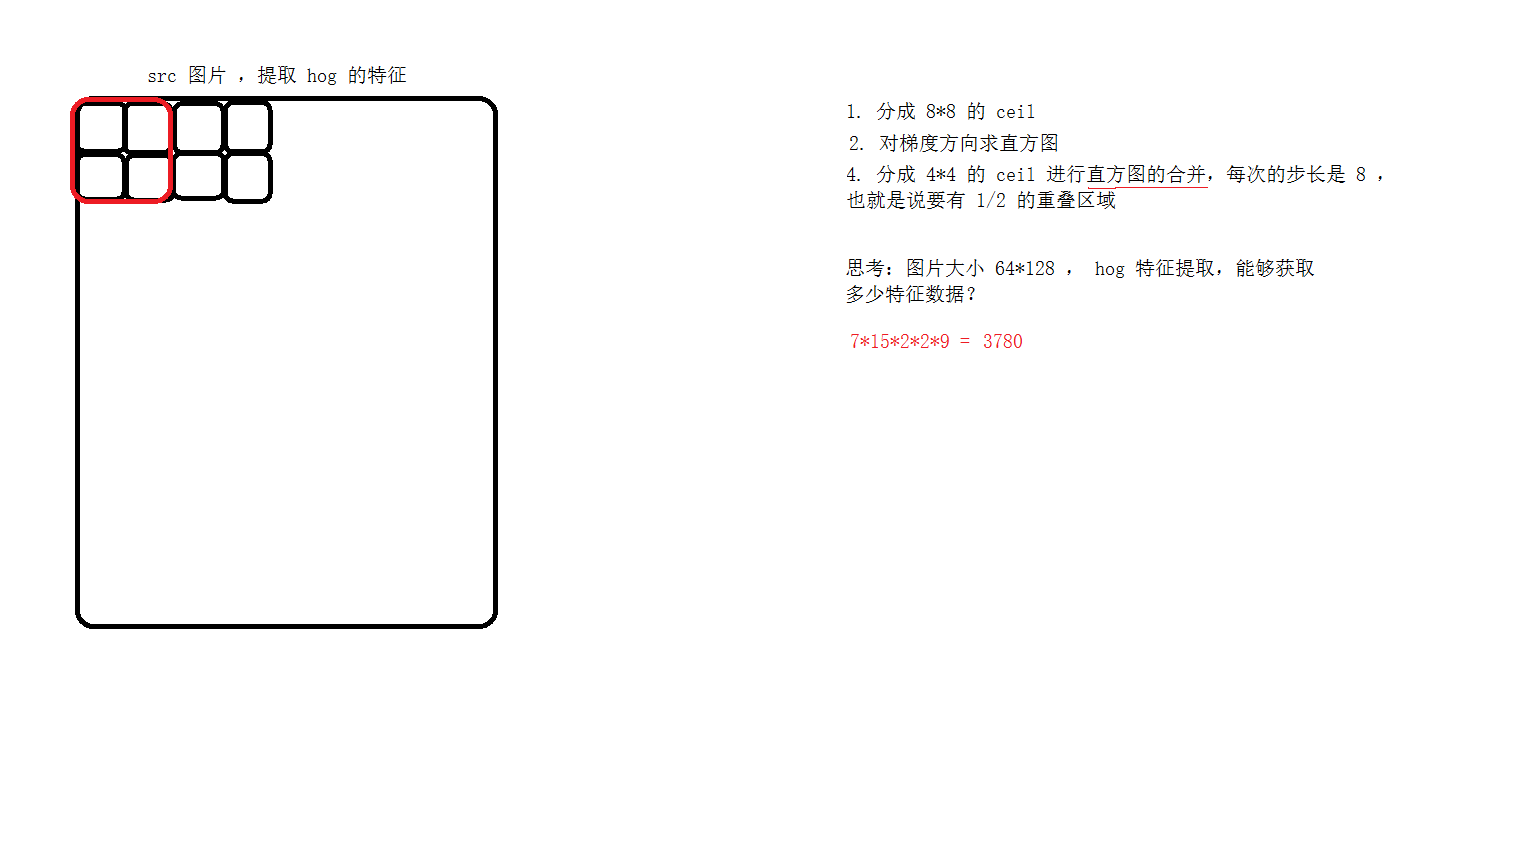 src 图片 ，提取 hog 的特征
1. 分成 8*8 的 ceil
2. 对梯度方向求直方图
4. 分成 4*4 的 ceil 进行直方图的合并，每次的步长是 8 ，
也就是说要有 1/2 的重叠区域
思考：图片大小 64*128 ， hog 特征提取，能够获取
多少特征数据？
7*15*2*2*9 = 3780